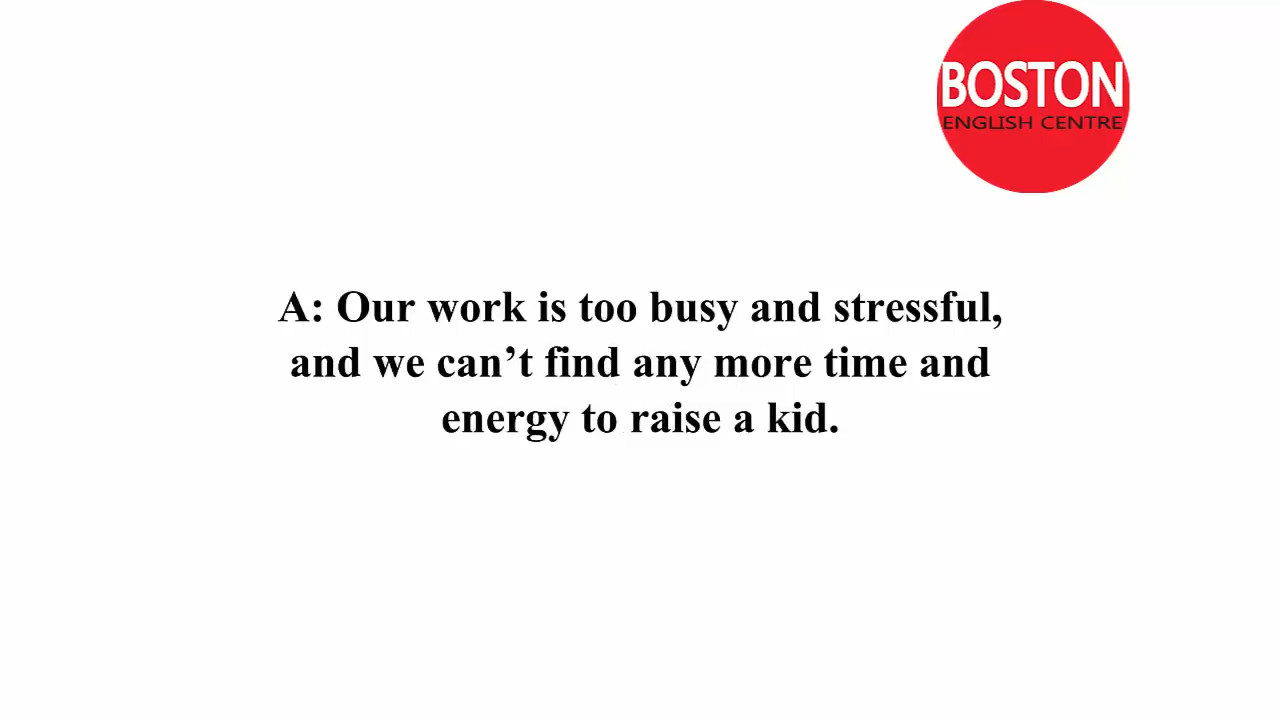 BOSTON
ENGLISH CENTRE
A: Our work is too busy and stressful,
and we can’t find any more time and
energy to raise a kid.